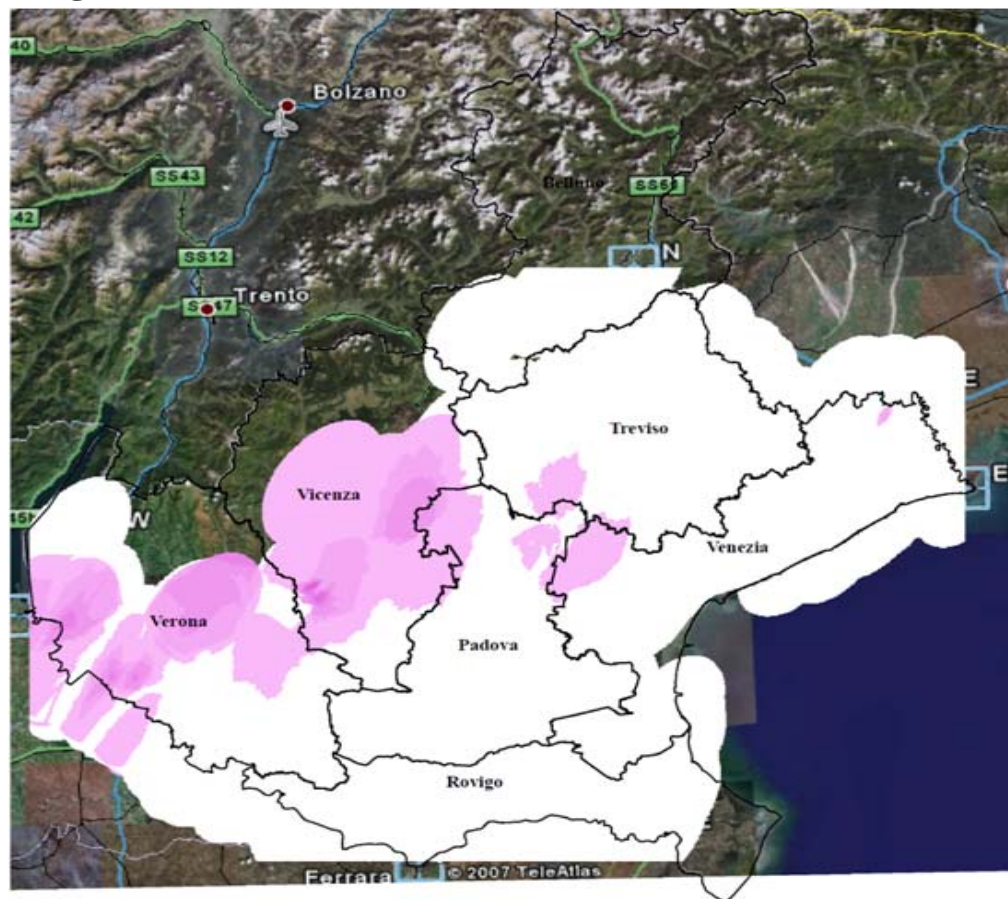 40
Bolzano
SS43
Belluno
42
SS12
N
Trento
E
Treviso
Vicenza
E
W
Venezia
Verona
Padova
Rovigo
Ferrara
© 2007 TeleAtlas